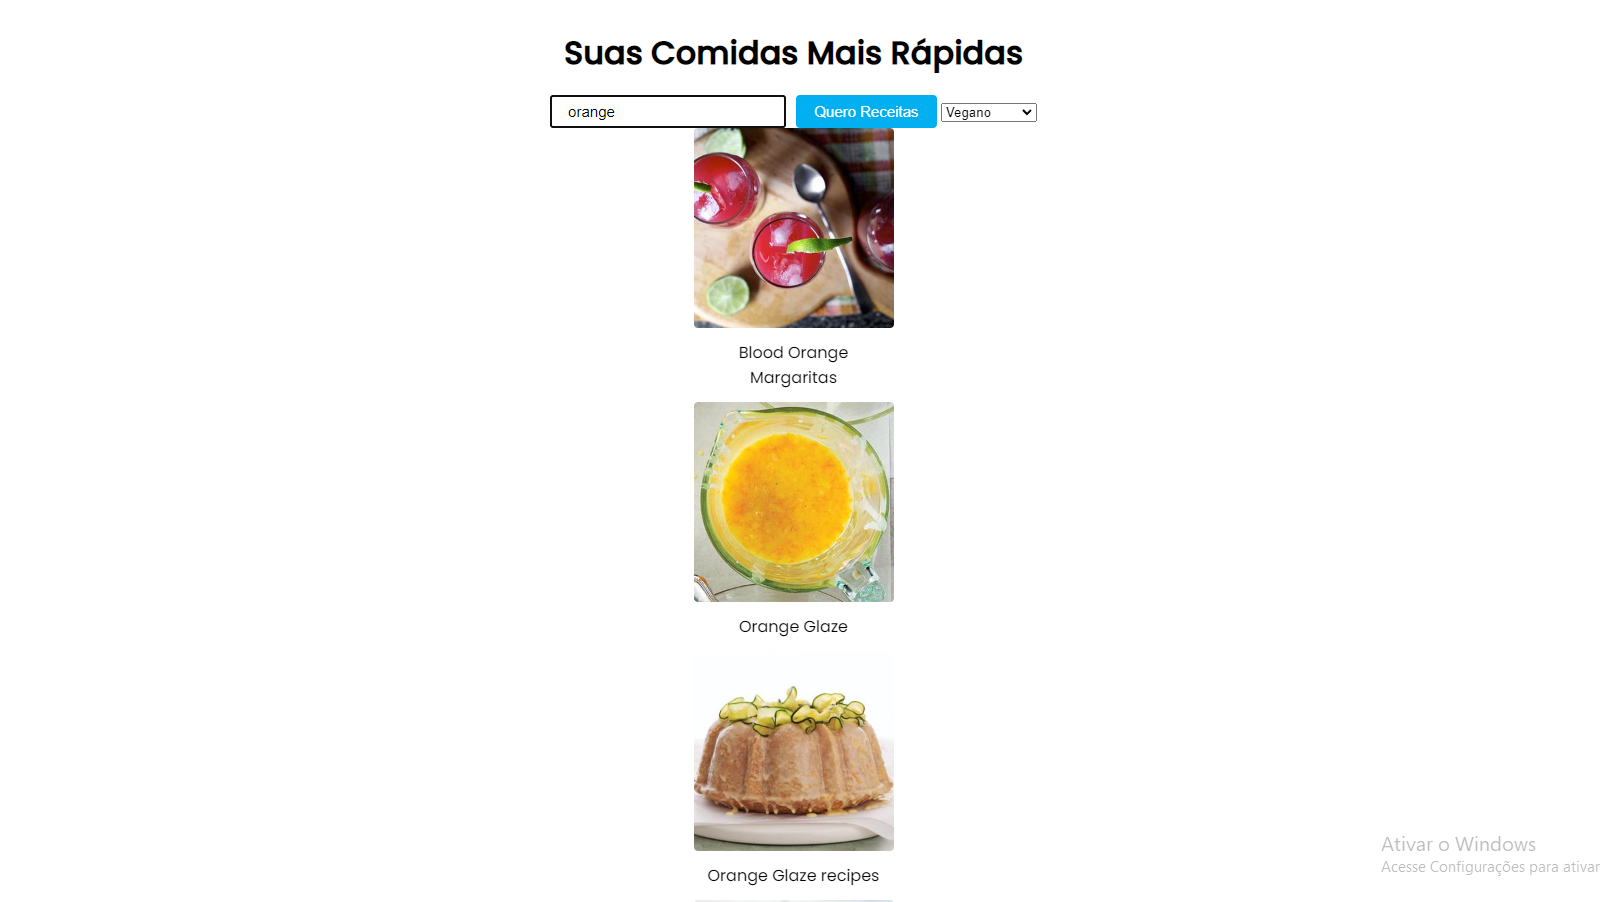 Suas Comidas Mais Rápidas
orange
Quero Receitas
Vegano
Blood Orange
Margaritas
Orange Glaze
Orange Glaze recipes
Ativar o Windows
Acesse Configurações para ativar